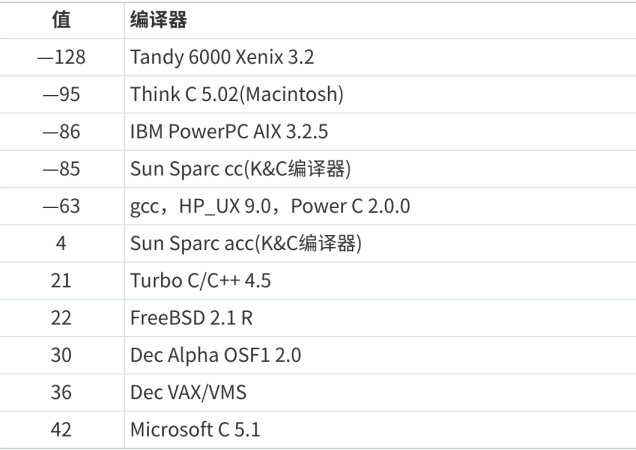 值 编译器
—128 Tandy 6000 Xenix 3.2
—95 Think C 5.02(Macintosh)
—86 IBM PowerPC AIX 3.2.5
—85 Sun Sparc cc(K&C编译器)
—63 gcc，HP_UX 9.0，Power C 2.0.0
4 Sun Sparc acc(K&C编译器)
21 Turbo C/C++ 4.5
22 FreeBSD 2.1 R
30 Dec Alpha OSF1 2.0
36 Dec VAX/VMS
42 Microsoft C 5.1